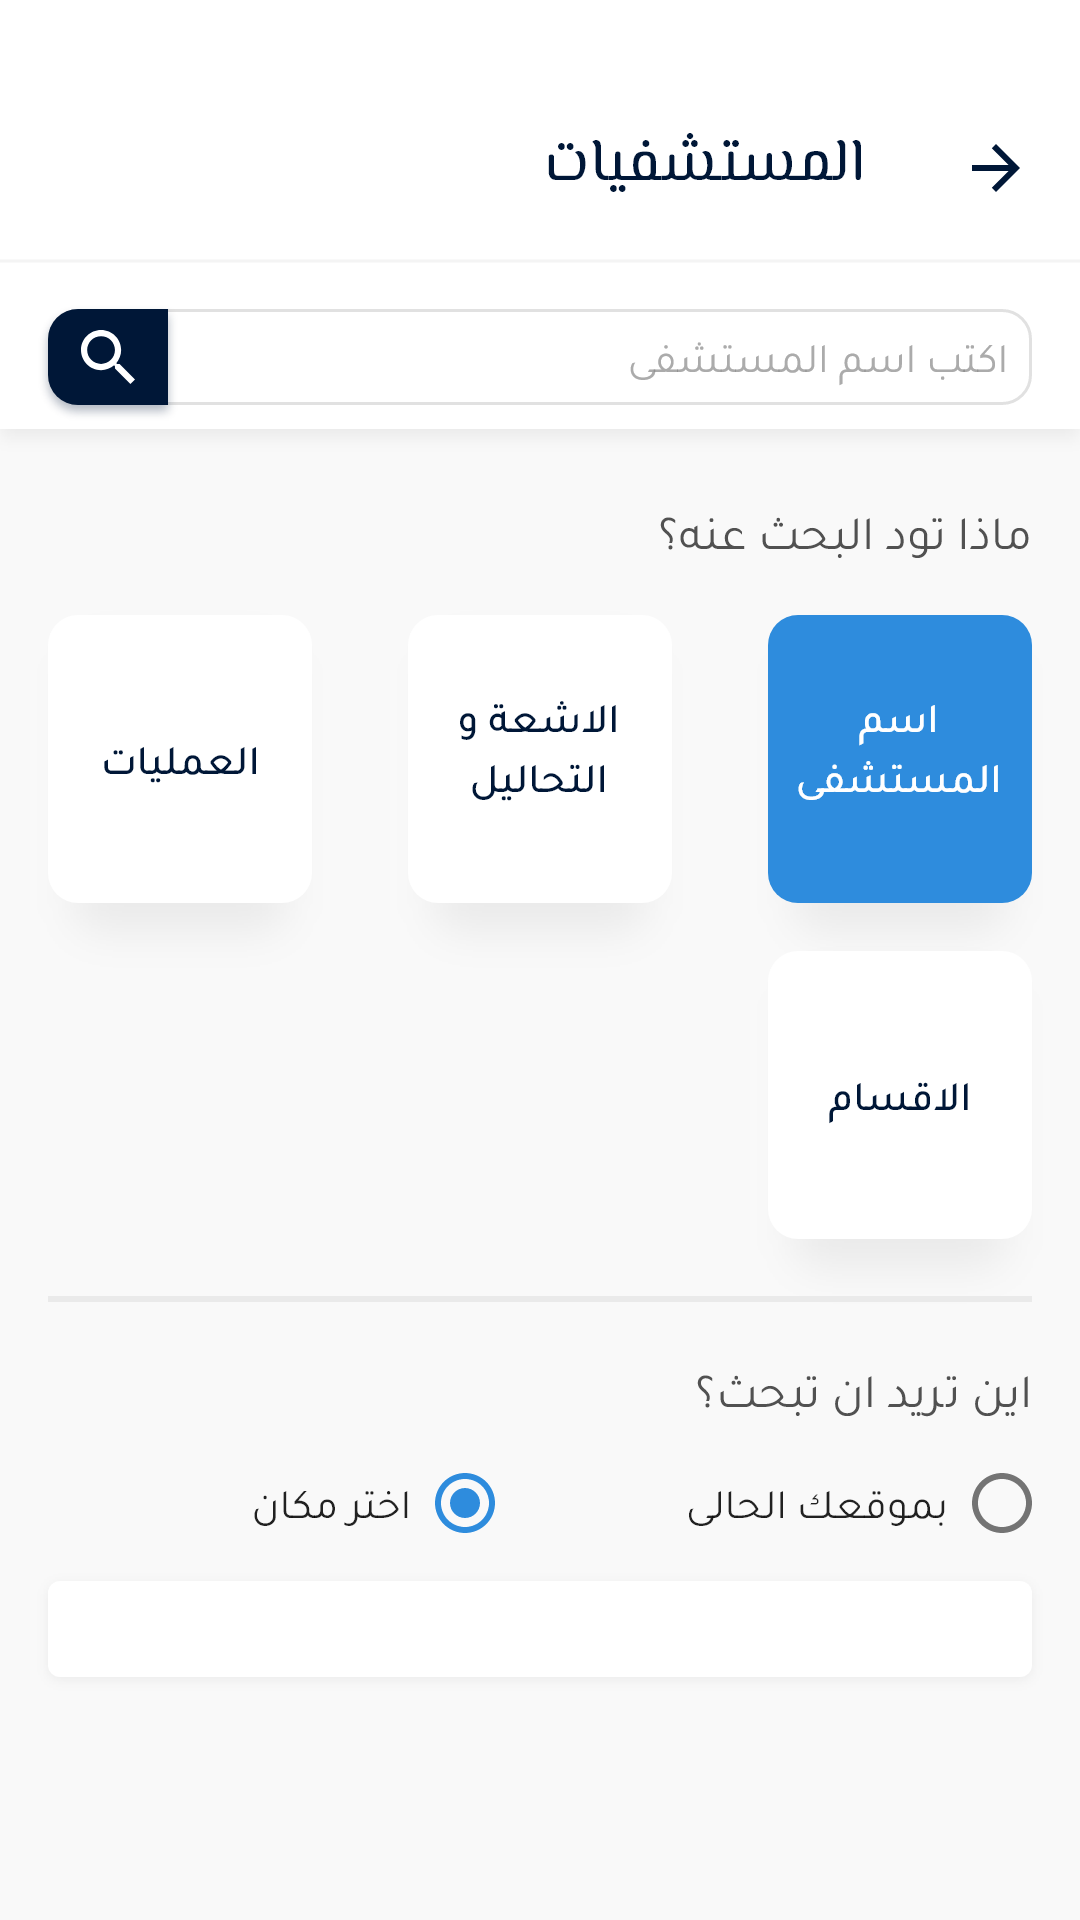 المستشفيات
اكتب اسم المستشفى
ماذا تود البحث عنه؟
اسم
المستشفى
الاشعة و
التحاليل
العمليات
الاقسام
اين تريد ان تبحث؟
بموقعك الحالى
اختر مكان